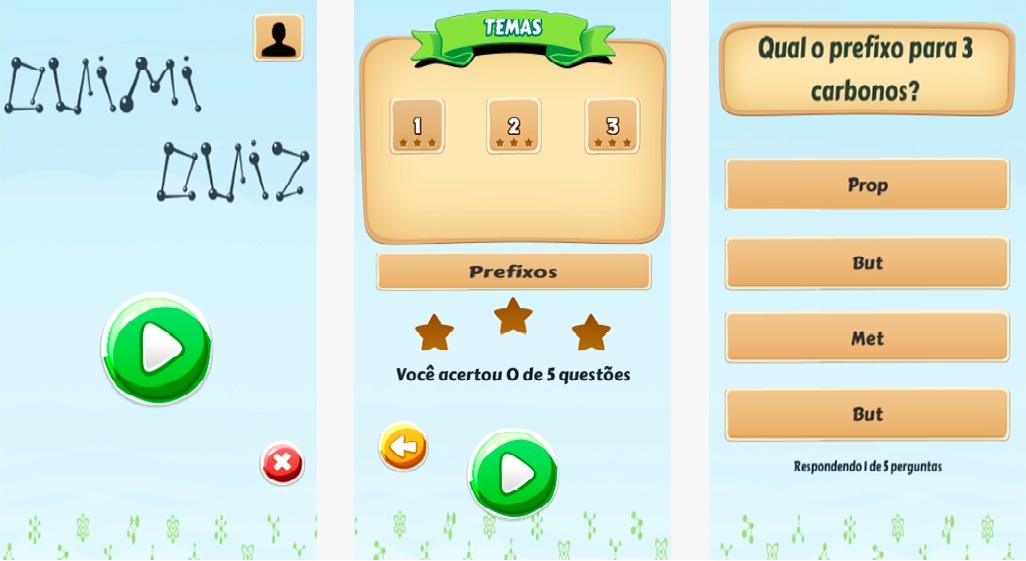 QUiMi
QUiZ
TEMAS
1
2
3
Prefixos
Você acertou 0 de 5 questões
Qual o prefixo para 3
carbonos?
Prop
But
Met
But
Respondendo 1 de 5 perguntas